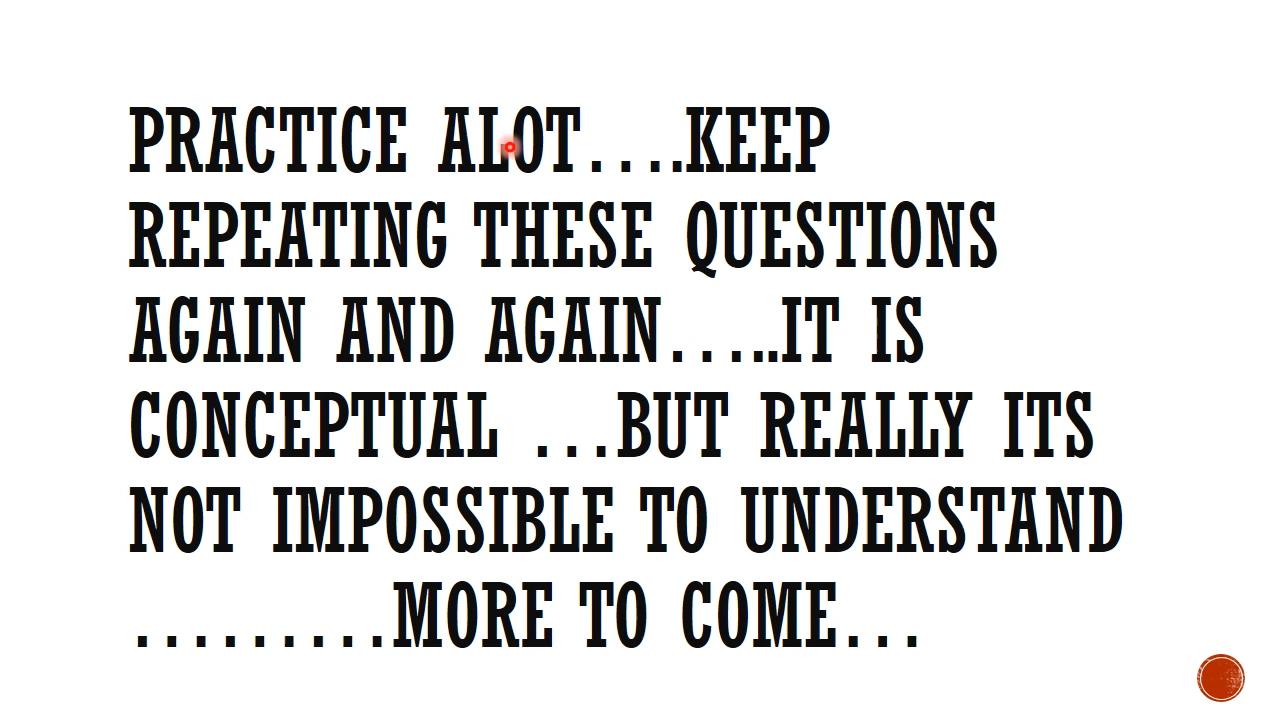 PRACTICE ALOT....KEEP
REPEATING THESE QUESTIONS
AGAIN AND AGAIN.....IT IS
CONCEPTUAL ...BUT REALLY ITS
NOT IMPOSSIBLE TO UNDERSTAND
.........MORE TO COME...